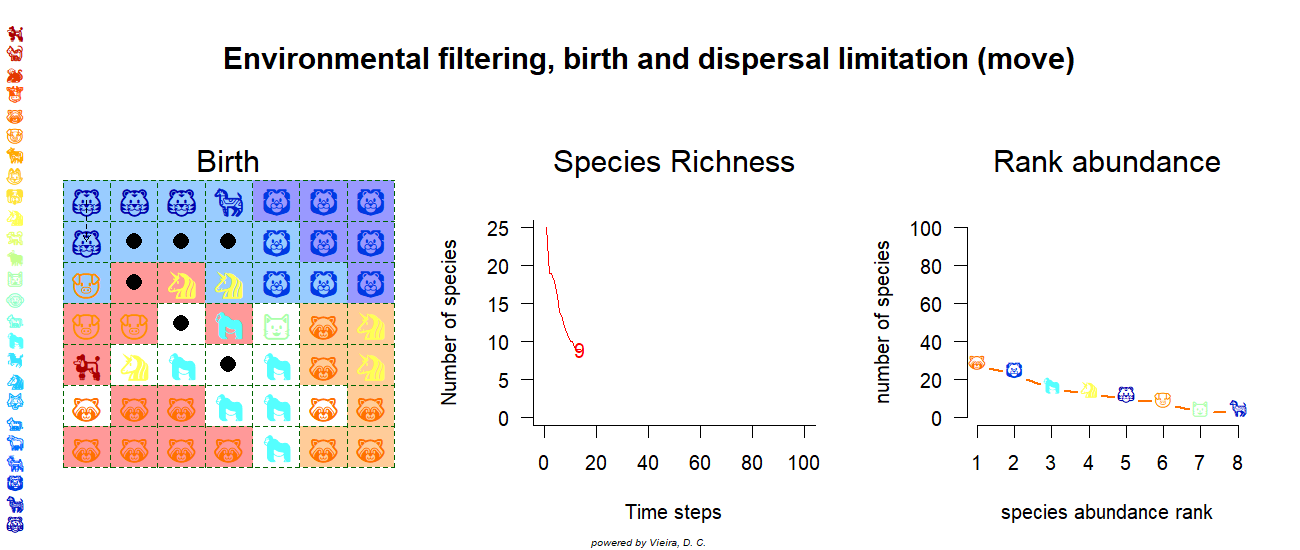 Environmental filtering, birth and dispersal limitation (move)
Birth
Species Richness
Rank abundance
Number of species
25
20
15
10
5
0
9
0 20 40 60 80 100
Time steps
number of species
100
80
60
40
20
0
1 2 3 4 5 6 7 8
species abundance rank
powered by Vieira, D. C.